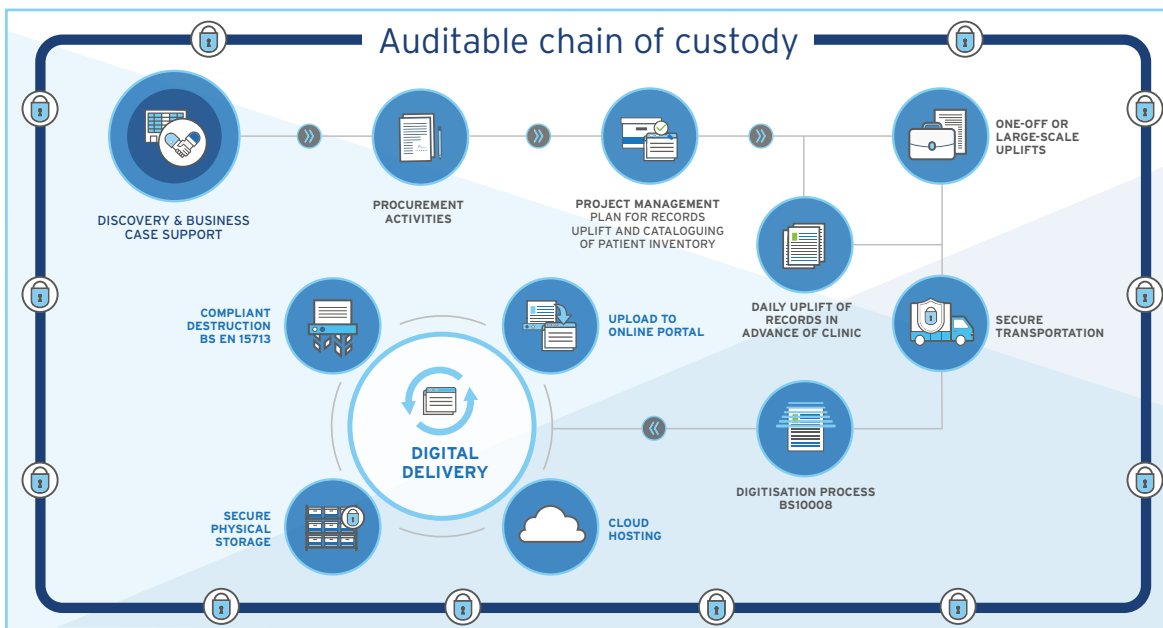 Auditable chain of custody
DISCOVERY & BUSINESS
CASE SUPPORT
PROCUREMENT
ACTIVITIES
PROJECT MANAGEMENT
PLAN FOR RECORDS
UPLIFT AND CATALOGUING
OF PATIENT INVENTORY
ONE-OFF OR
LARGE-SCALE
UPLIFTS
DAILY UPLIFT OF
RECORDS IN
ADVANCE OF CLINIC
SECURE
TRANSPORTATION
COMPLIANT
DESTRUCTION
BS EN 15713
UPLOAD TO
ONLINE PORTAL
DIGITAL
DELIVERY
DIGITISATION PROCESS
BS10008
SECURE
PHYSICAL
STORAGE
CLOUD
HOSTING